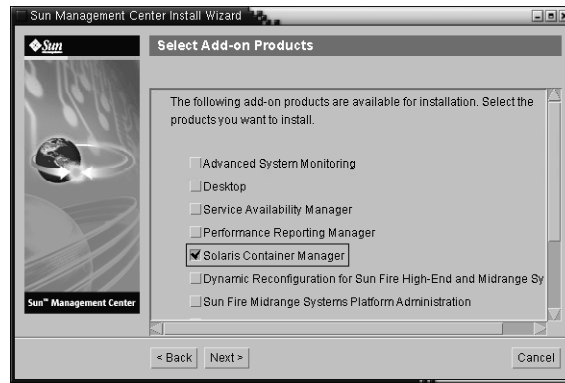 Sun Management Center Install Wizard
Sun
Select Add-on Products
The following add-on products are available for installation. Select the
products you want to install.
Advanced System Monitoring
Desktop
Service Availability Manager
Performance Reporting Manager
Solaris Container Manager
Dynamic Reconfiguration for Sun Fire High-End and Midrange Sy
Sun Fire Midrange Systems Platform Administration
Sun™ Management Center
< Back Next > Cancel